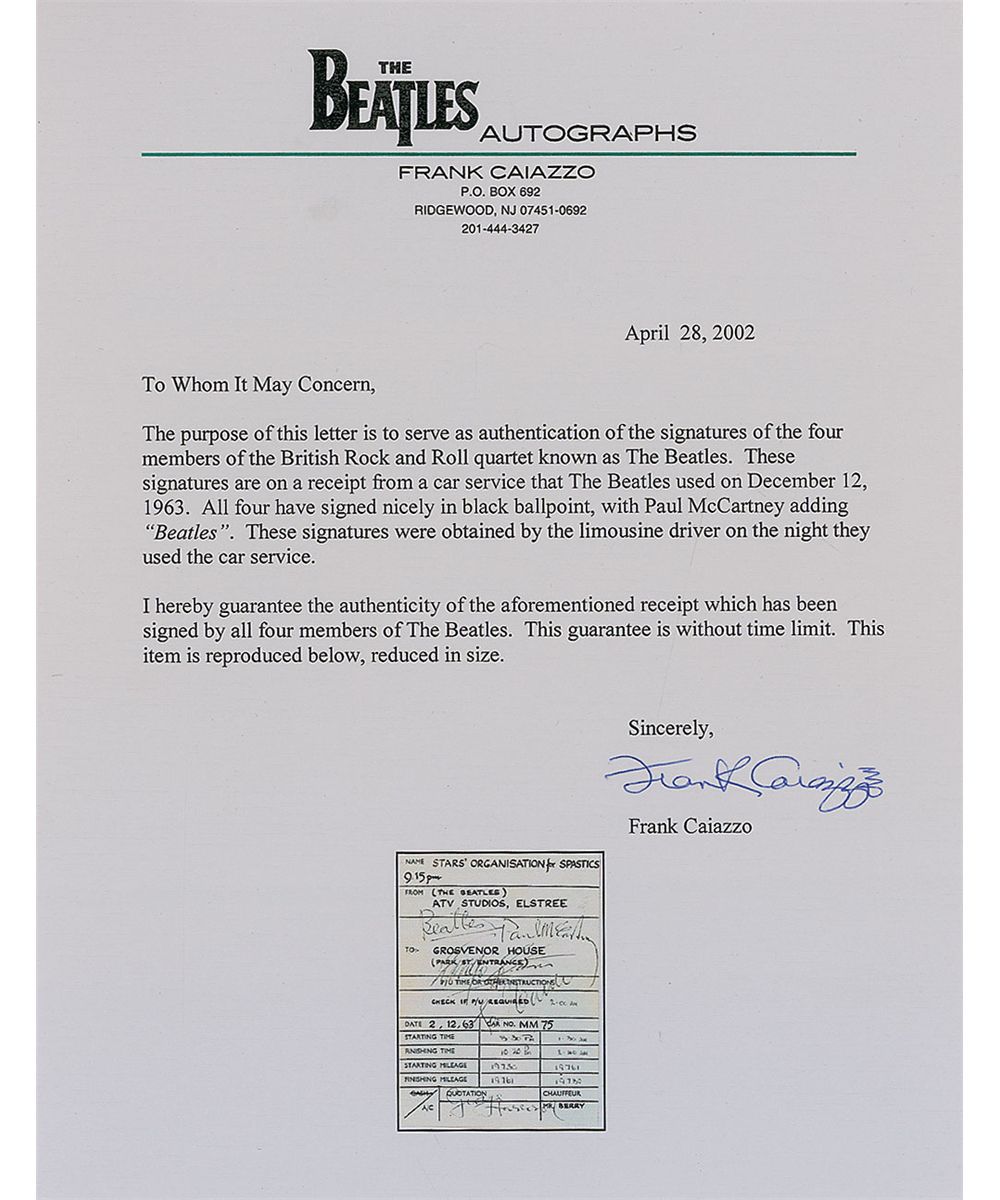 THE
BEATLES AUTOGRAPHS
FRANK CAIAZZO
P.O. BOX 692
RIDGEWOOD, NJ 07451-0692
201-444-3427
April 28, 2002
To Whom It May Concern,
The purpose of this letter is to serve as authentication of the signatures of the four
members of the British Rock and Roll quartet known as The Beatles. These
signatures are on a receipt from a car service that The Beatles used on December 12,
1963. All four have signed nicely in black ballpoint, with Paul McCartney adding
“Beatles”. These signatures were obtained by the limousine driver on the night they
used the car service.
I hereby guarantee the authenticity of the aforementioned receipt which has been
signed by all four members of The Beatles. This guarantee is without time limit. This
item is reproduced below, reduced in size.
Sincerely,
Frank Caiazzo
Frank Caiazzo
NAME STARS' ORGANISATION for SPASTICS
9.15pm
FROM (THE BEATLES)
ATV STUDIOS, ELSTREE
Beatles Paul McCartney
TO:- GROSVENOR HOUSE
(PARK ST. ENTRANCE)
P/U TIME OR OTHER INSTRUCTIONS
CHECK IF P/U REQUIRED
DATE 2, 12, 63 CAR NO. MM 75
STARTING TIME
FINISHING TIME
STARTING MILEAGE 19761
FINISHING MILEAGE 19761
CASH QUOTATION CHAUFFEUR
A/C George Harrison MR. BERRY